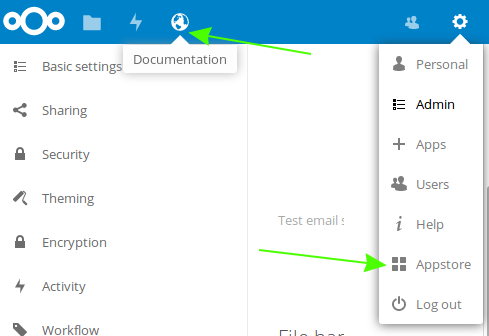 Documentation
Basic settings
Sharing
Security
Theming
Encryption
Activity
Workflow
Test email s
File bar
Personal
Admin
Apps
Users
Help
Appstore
Log out